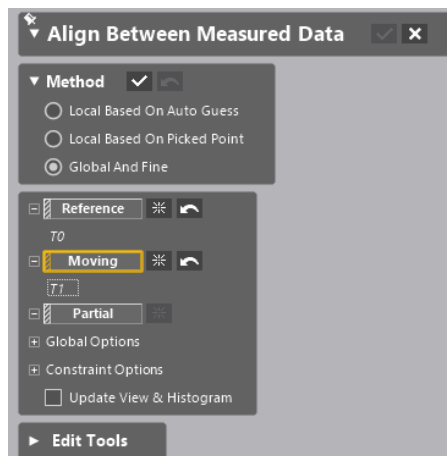 Align Between Measured Data
Method
Local Based On Auto Guess
Local Based On Picked Point
Global And Fine
Reference
T0
Moving
T1
Partial
Global Options
Constraint Options
Update View & Histogram
Edit Tools